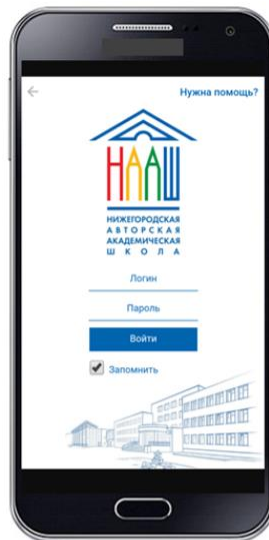 Нужна помощь?
НААШ
НИЖЕГОРОДСКАЯ
АВТОРСКАЯ
АКАДЕМИЧЕСКАЯ
ШКОЛА
Логин
Пароль
Войти
Запомнить